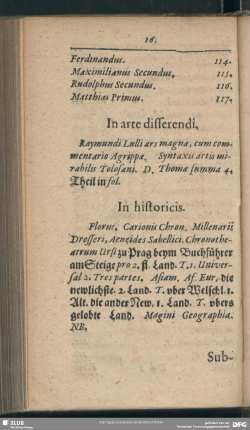 16.
Ferdinandus. 114.
Maximilianus Secundus. 115.
Rudolphus Secundus. 116.
Matthias Primus. 117.
In arte disserendi.
Raymundi Lulli ars magna, cum com-
mentario Agrippæ. Syntaxis artis mi-
rabilis Tolosani. D. Thomæ summa 4.
Theil in fol.
In historicis.
Florus, Carionis Chron. Millenarii
Dresseri, Aeneides Sabellici. Chronothe-
atrum Ursi zu Prag beym Buchführer
am Steige pro 2. fl. Land. T. 1. Univer-
sal 2. Tres partes, Asiam, Af. Eur. die
newlichste. 2. Land. T. vber Welschl. 1.
Alt. die ander New. 1. Land. T. vbers
gelobte Land. Magini Geographia.
NB.
Sub-
SLUB